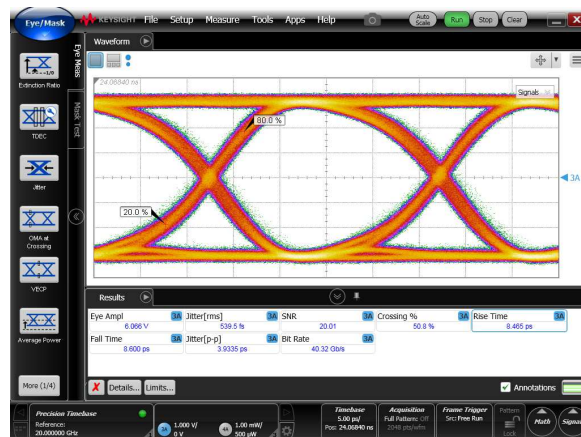 Eye/Mask
KEYSIGHT File Setup Measure Tools Apps Help
Auto Scale Run Stop Clear
Waveform
Eye Meas
Mask Test
24.06840 ns
Signals
80.0 %
20.0 %
3A
Extinction Ratio
TDEC
Jitter
OMA at Crossing
VECP
Average Power
More (1/4)
Results
Eye Ampl 3A Jitter[rms] 3A SNR 3A Crossing % 3A Rise Time 3A
6.066 V 539.5 fs 20.01 50.8 % 8.465 ps
Fall Time 3A Jitter[p-p] 3A Bit Rate 3A
8.600 ps 3.9335 ps 40.32 Gb/s
Details... Limits...
Annotations
Precision Timebase
Reference:
20.000000 GHz
3A 1.000 V/
0 V
4A 1.00 mW/
500 µW
Timebase
5.00 ps/
Pos: 24.06840 ns
Acquisition
Full Pattern: Off
2048 pts/wfm
Frame Trigger
Src: Free Run
Pattern
Lock
Math
Signals